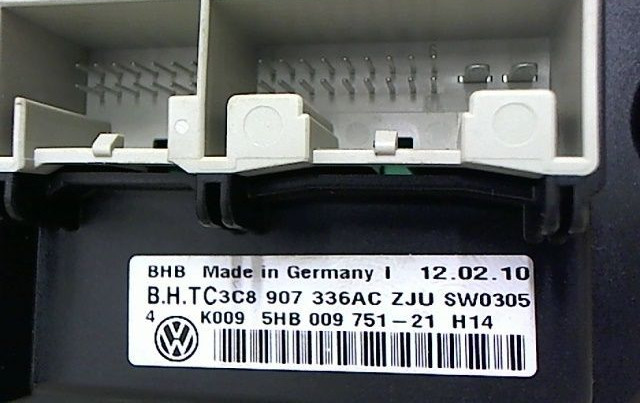 BHB Made in Germany I 12.02.10
B.H.TC3C8 907 336AC ZJU SW0305
4 K009 5HB 009 751-21 H14